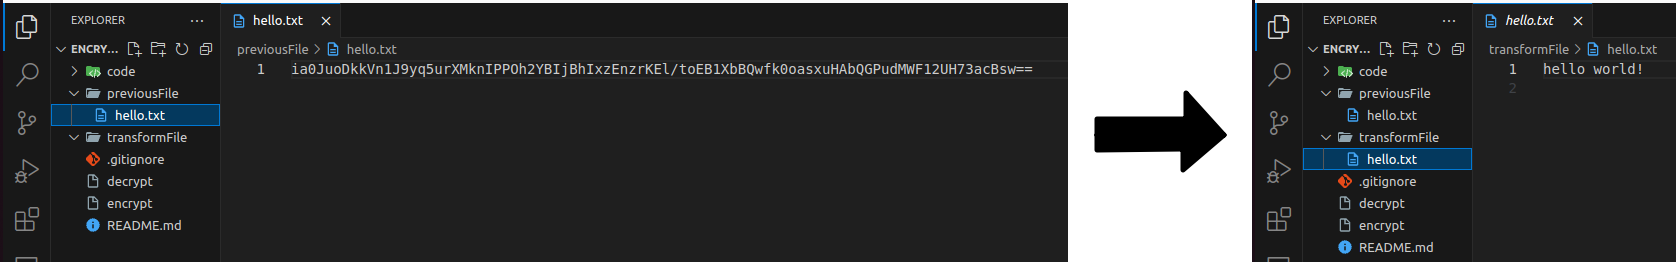 EXPLORER ...
ENCRY...
code
previousFile
hello.txt
transformFile
.gitignore
decrypt
encrypt
README.md
hello.txt ×
previousFile > hello.txt
1 ia0JuoDkkVn1J9yq5urXMknIPPOh2YBIjBhIxzEnzrKEl/toEB1XbBQwfk0oasxuHAbQGPudMWF12UH73acBsw==
EXPLORER ...
ENCRY...
code
previousFile
hello.txt
transformFile
hello.txt
.gitignore
decrypt
encrypt
README.md
hello.txt ×
transformFile > hello.txt
1 hello world!
2